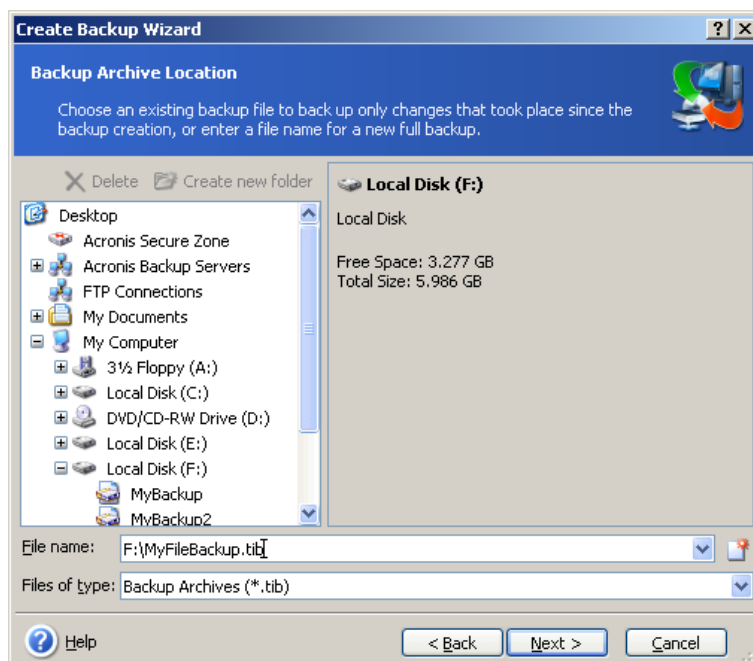 Create Backup Wizard
Backup Archive Location
Choose an existing backup file to back up only changes that took place since the
backup creation, or enter a file name for a new full backup.
Delete Create new folder
Desktop
Acronis Secure Zone
Acronis Backup Servers
FTP Connections
My Documents
My Computer
3½ Floppy (A:)
Local Disk (C:)
DVD/CD-RW Drive (D:)
Local Disk (E:)
Local Disk (F:)
MyBackup
MyBackup2
Local Disk (F:)
Local Disk
Free Space: 3.277 GB
Total Size: 5.986 GB
File name: F:\MyFileBackup.tib
Files of type: Backup Archives (*.tib)
Help < Back Next > Cancel